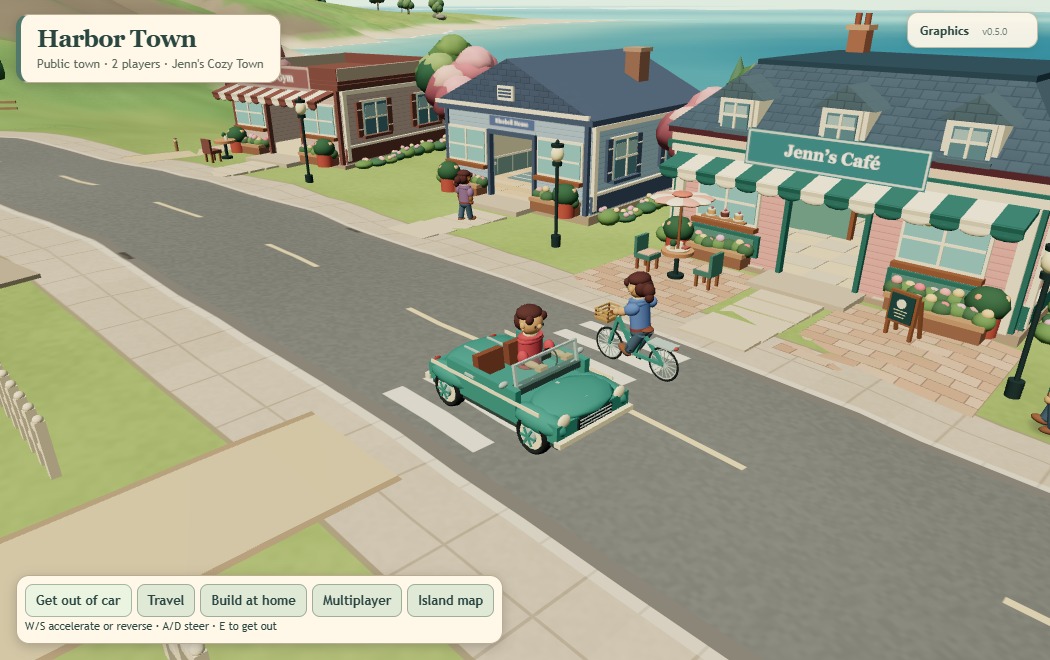 Harbor Town
Public town · 2 players · Jenn's Cozy Town
Graphics v0.5.0
Jenn's Café
Get out of car
Travel
Build at home
Multiplayer
Island map
W/S accelerate or reverse · A/D steer · E to get out